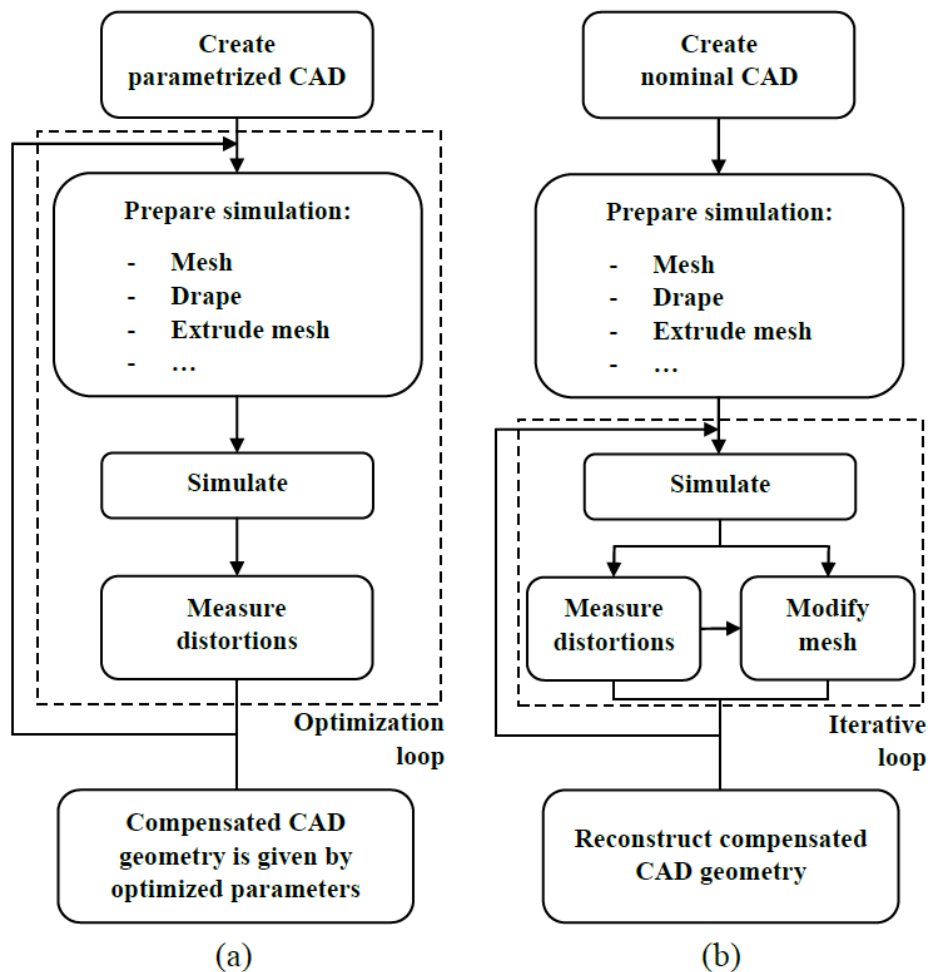 Create
parametrized CAD
Prepare simulation:
- Mesh
- Drape
- Extrude mesh
- …
Simulate
Measure
distortions
Optimization
loop
Compensated CAD
geometry is given by
optimized parameters
(a)
Create
nominal CAD
Prepare simulation:
- Mesh
- Drape
- Extrude mesh
- …
Simulate
Measure
distortions
Modify
mesh
Iterative
loop
Reconstruct compensated
CAD geometry
(b)